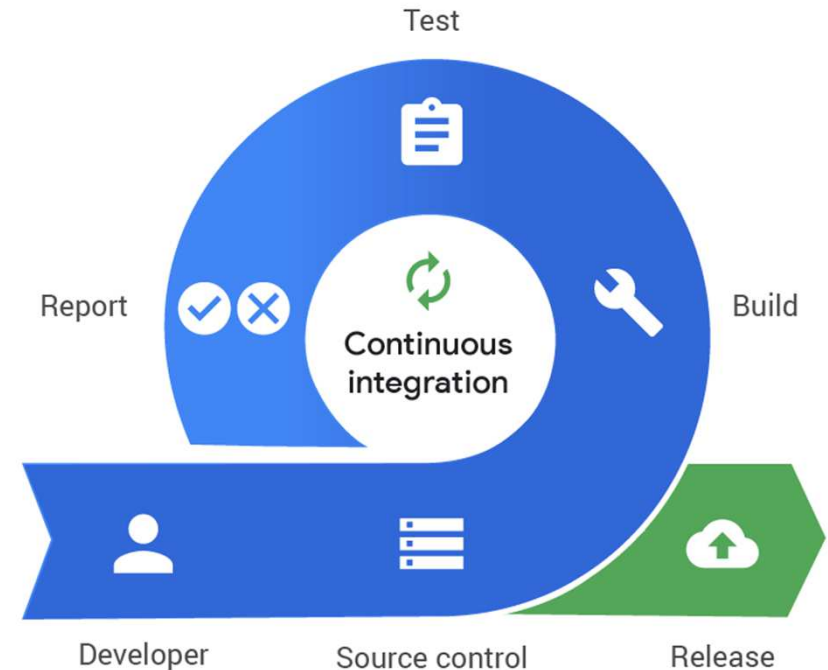 Test
Report
Build
Continuous
integration
Developer
Source control
Release